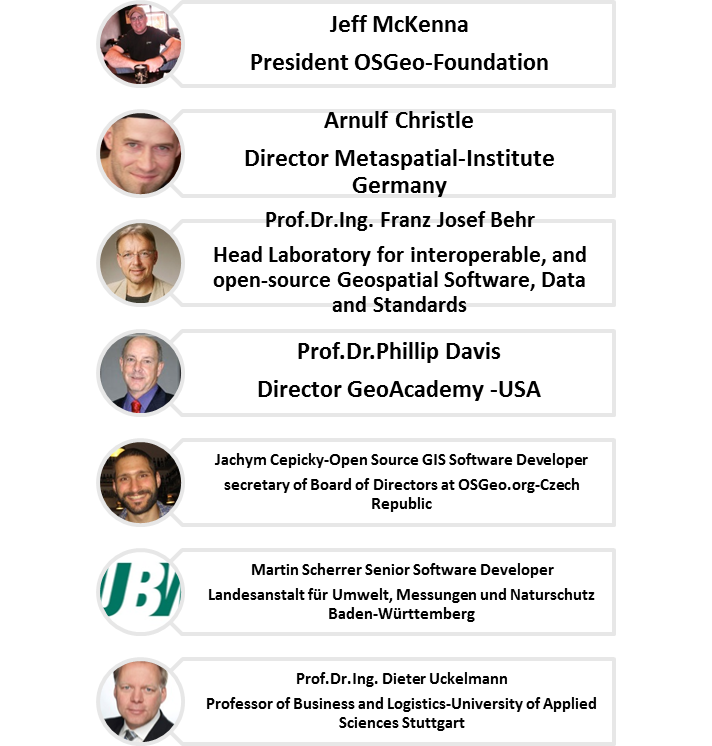 Jeff McKenna
President OSGeo-Foundation
Arnulf Christle
Director Metaspatial-Institute
Germany
Prof.Dr.Ing. Franz Josef Behr
Head Laboratory for interoperable, and
open-source Geospatial Software, Data
and Standards
Prof.Dr.Phillip Davis
Director GeoAcademy -USA
Jachym Cepicky-Open Source GIS Software Developer
secretary of Board of Directors at OSGeo.org-Czech
Republic
UBW
Martin Scherrer Senior Software Developer
Landesanstalt für Umwelt, Messungen und Naturschutz
Baden-Württemberg
Prof.Dr.Ing. Dieter Uckelmann
Professor of Business and Logistics-University of Applied
Sciences Stuttgart